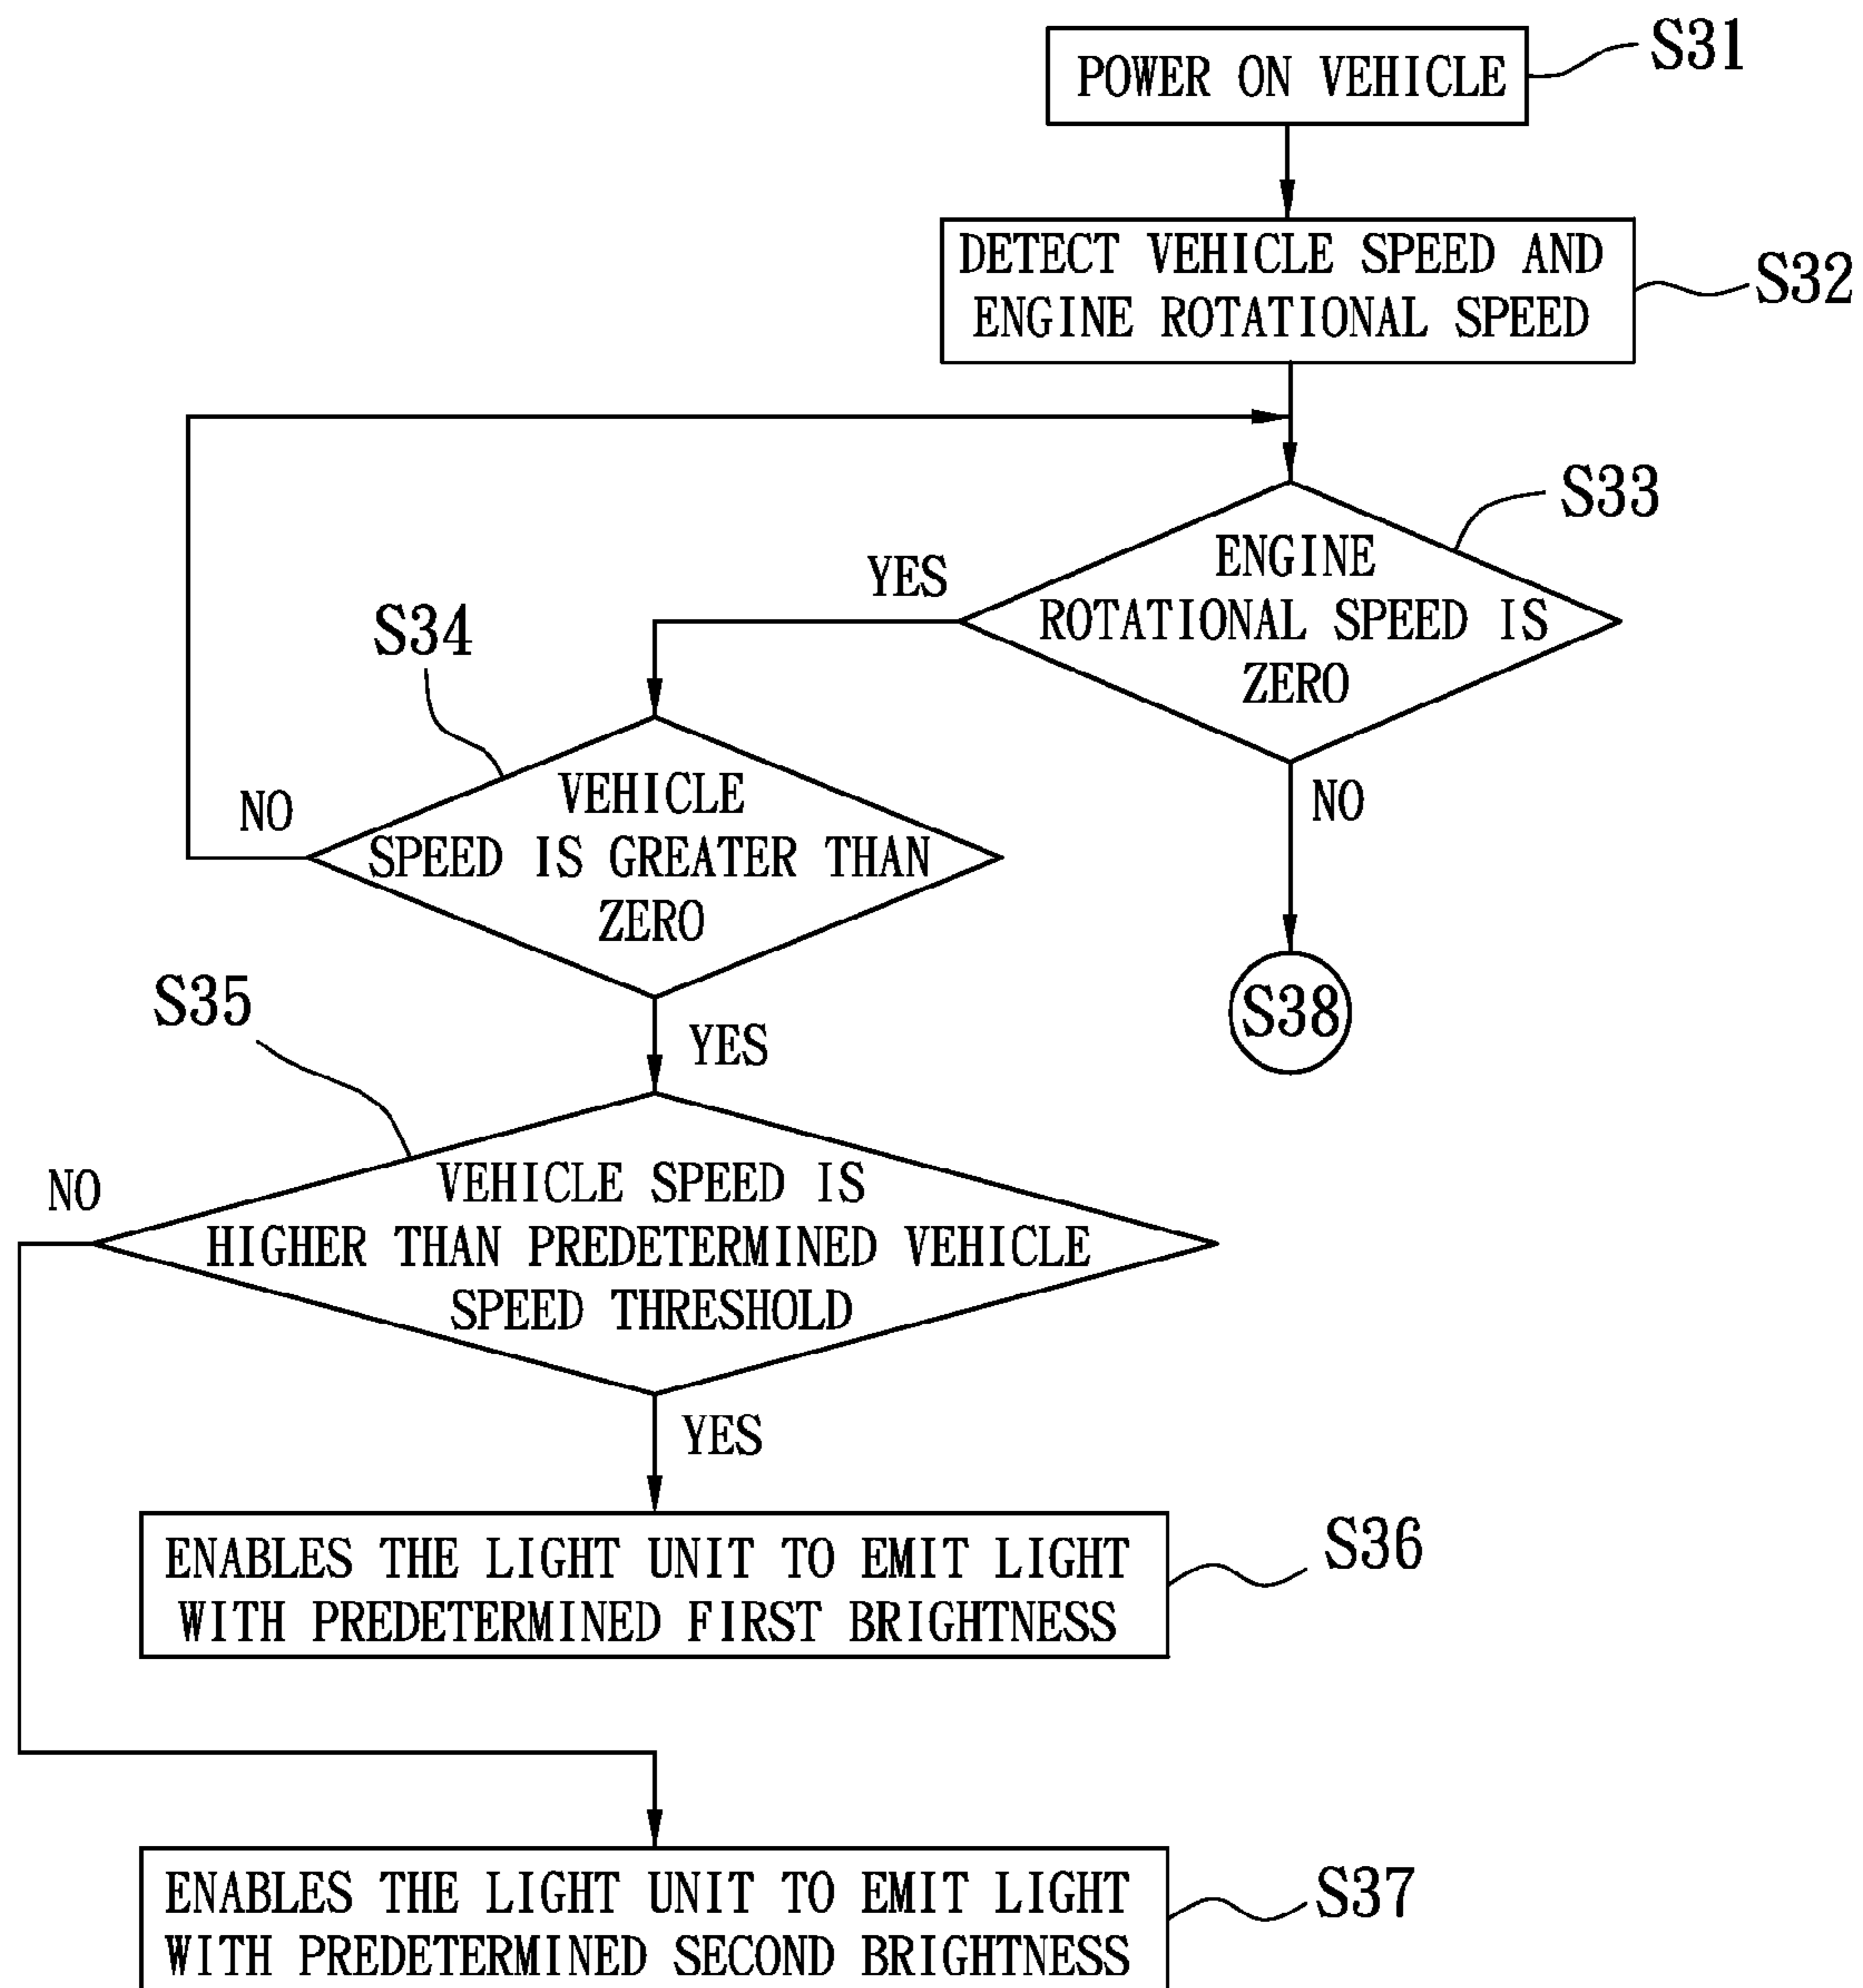 POWER ON VEHICLE
S31
DETECT VEHICLE SPEED AND
ENGINE ROTATIONAL SPEED
S32
S33
ENGINE
ROTATIONAL SPEED IS
ZERO
YES
NO
S34
VEHICLE
SPEED IS GREATER THAN
ZERO
NO
YES
S38
S35
VEHICLE SPEED IS
HIGHER THAN PREDETERMINED VEHICLE
SPEED THRESHOLD
NO
YES
ENABLES THE LIGHT UNIT TO EMIT LIGHT
WITH PREDETERMINED FIRST BRIGHTNESS
S36
ENABLES THE LIGHT UNIT TO EMIT LIGHT
WITH PREDETERMINED SECOND BRIGHTNESS
S37